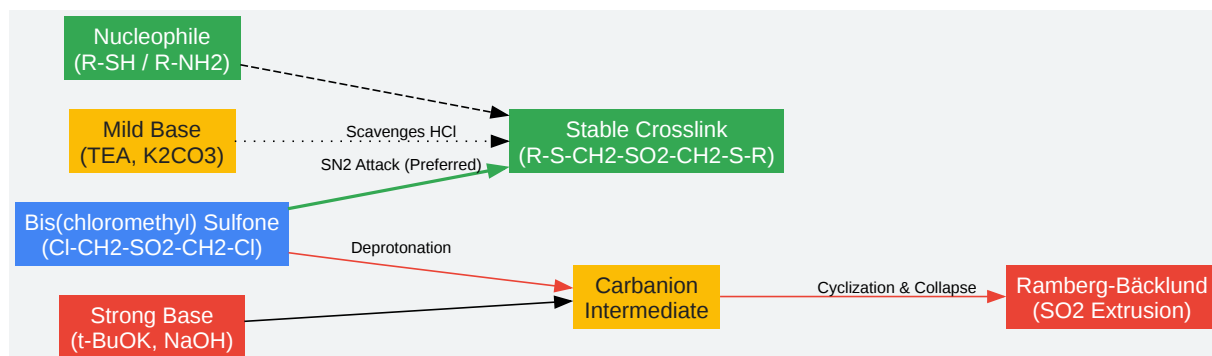 Nucleophile
(R-SH / R-NH2)
Mild Base
(TEA, K2CO3)
Scavenges HCl
Stable Crosslink
(R-S-CH2-SO2-CH2-S-R)
SN2 Attack (Preferred)
Bis(chloromethyl) Sulfone
(Cl-CH2-SO2-CH2-Cl)
Deprotonation
Strong Base
(t-BuOK, NaOH)
Carbanion
Intermediate
Cyclization & Collapse
Ramberg-Bäcklund
(SO2 Extrusion)